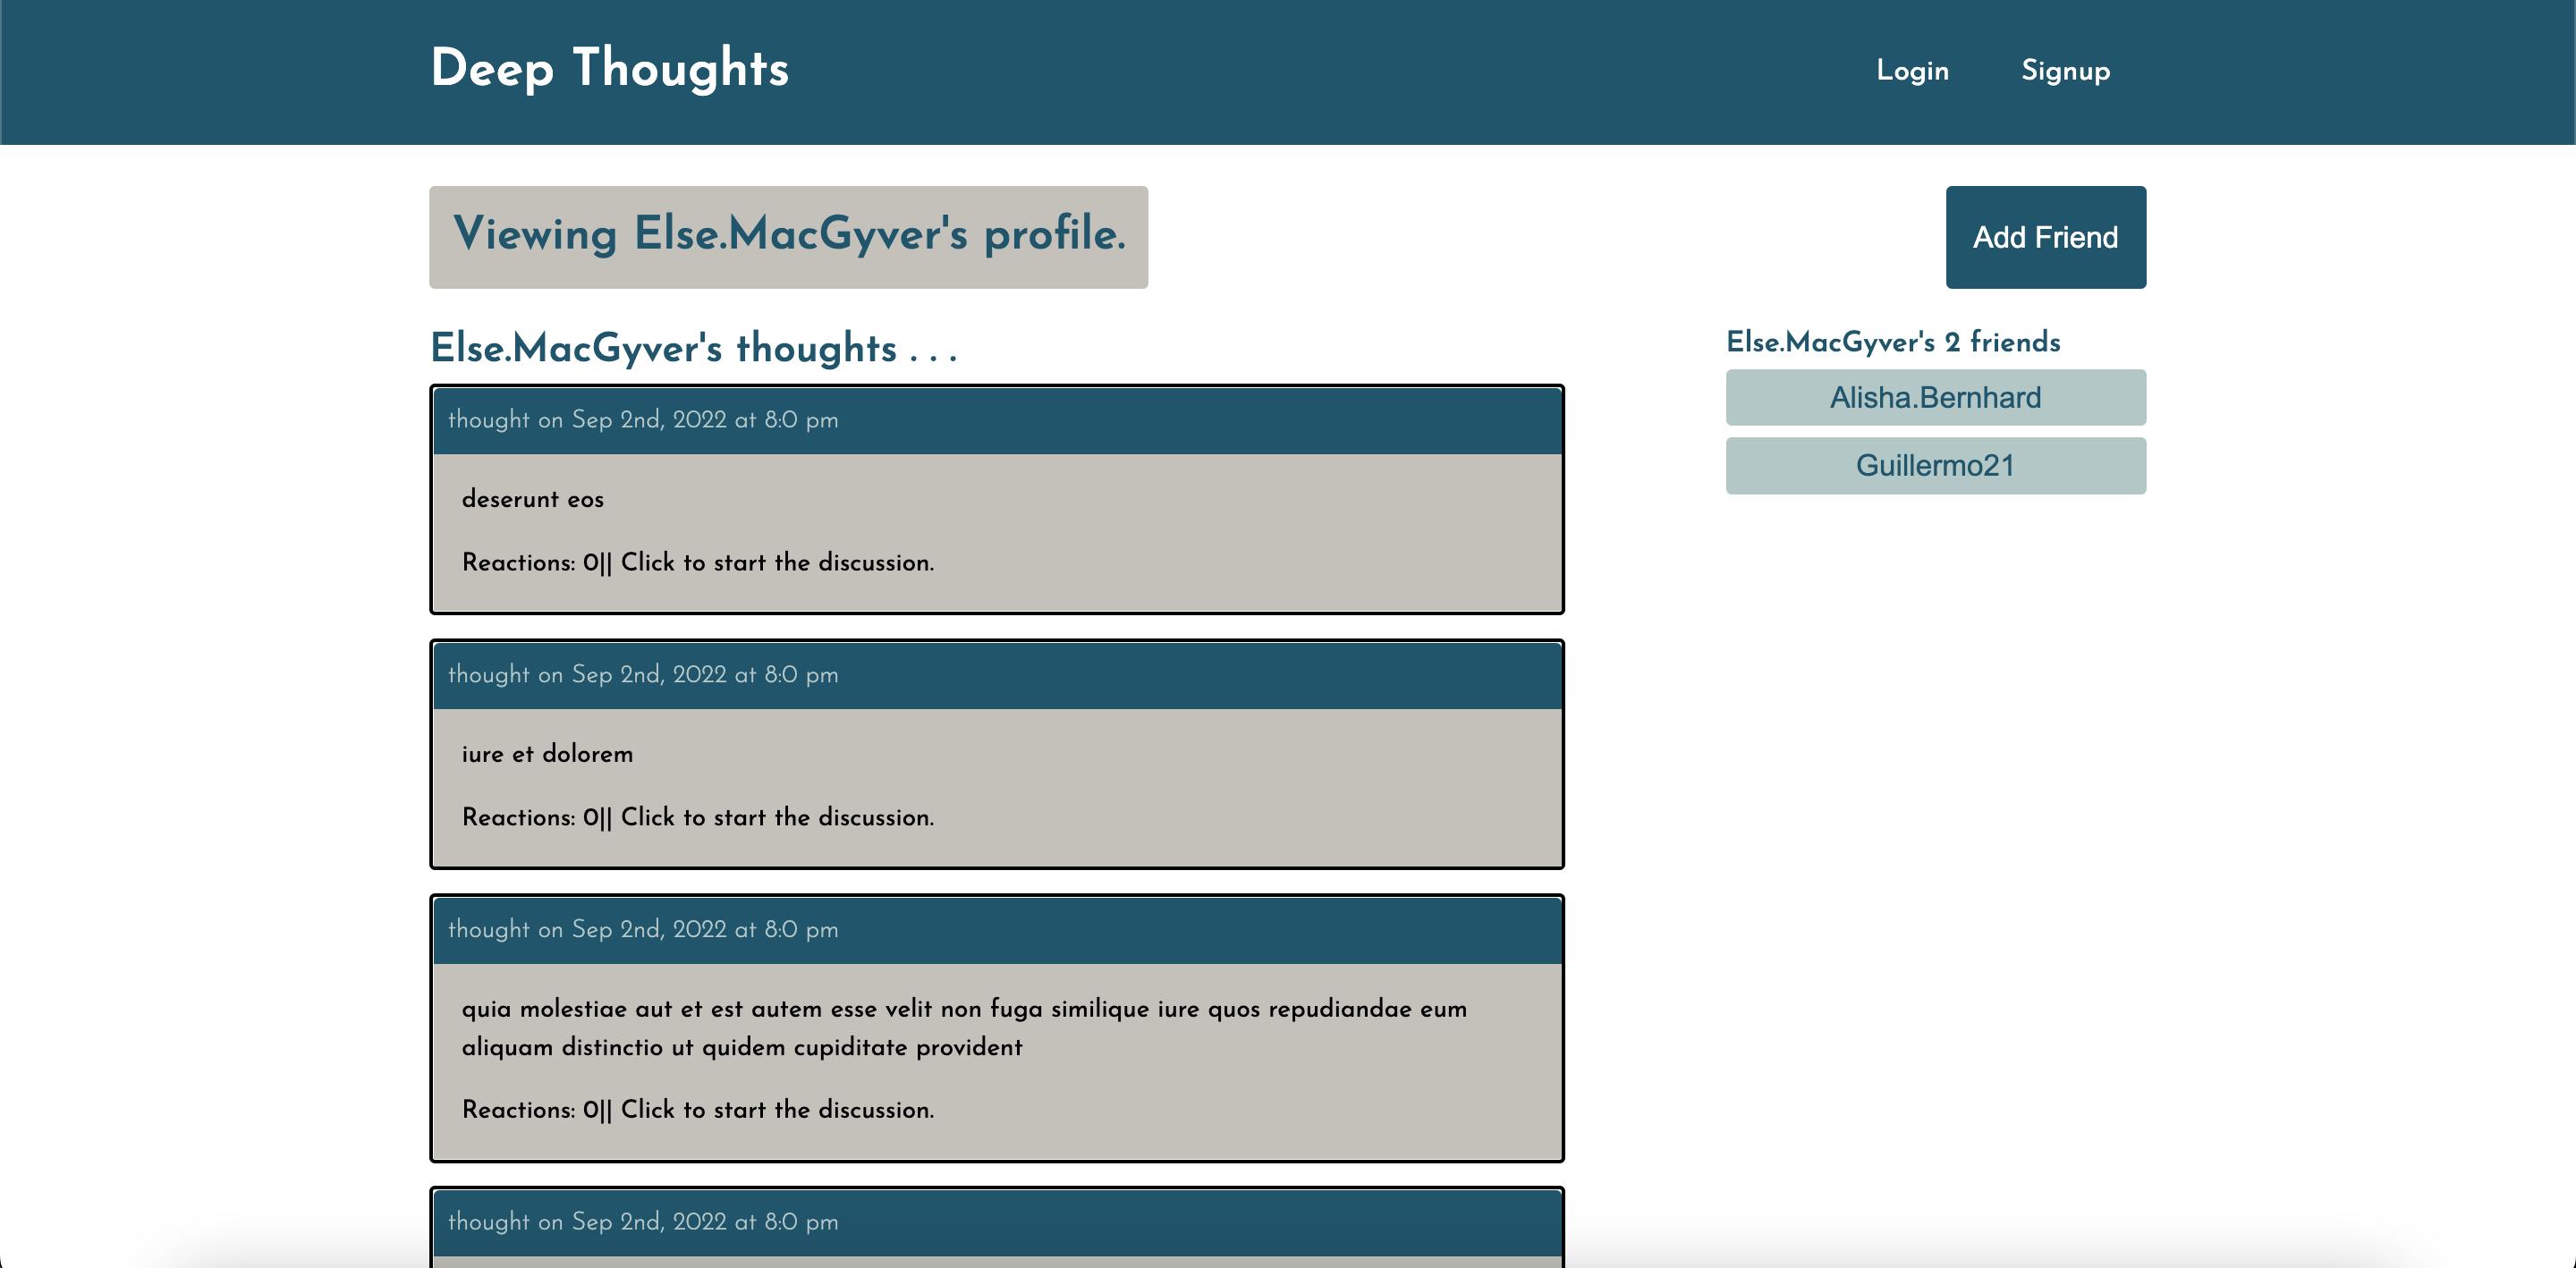 Deep Thoughts
Login
Signup
Viewing Else.MacGyver's profile.
Add Friend
Else.MacGyver's thoughts . . .
thought on Sep 2nd, 2022 at 8:0 pm
deserunt eos
Reactions: 0|| Click to start the discussion.
thought on Sep 2nd, 2022 at 8:0 pm
iure et dolorem
Reactions: 0|| Click to start the discussion.
thought on Sep 2nd, 2022 at 8:0 pm
quia molestiae aut et est autem esse velit non fuga similique iure quos repudiandae eum
aliquam distinctio ut quidem cupiditate provident
Reactions: 0|| Click to start the discussion.
thought on Sep 2nd, 2022 at 8:0 pm
Else.MacGyver's 2 friends
Alisha.Bernhard
Guillermo21